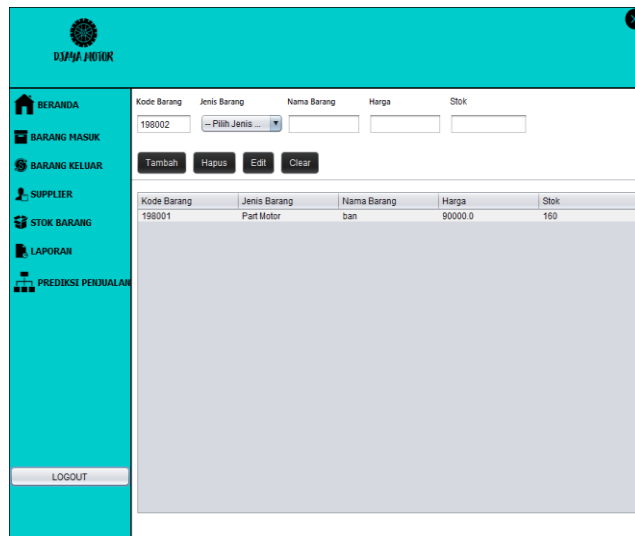 DJAYA MOTOR
BERANDA
BARANG MASUK
BARANG KELUAR
SUPPLIER
STOK BARANG
LAPORAN
PREDIKSI PENJUALAN
LOGOUT
Kode Barang Jenis Barang Nama Barang Harga Stok
198002 -- Pilih Jenis ...
Tambah Hapus Edit Clear
Kode Barang Jenis Barang Nama Barang Harga Stok
198001 Part Motor ban 90000.0 160